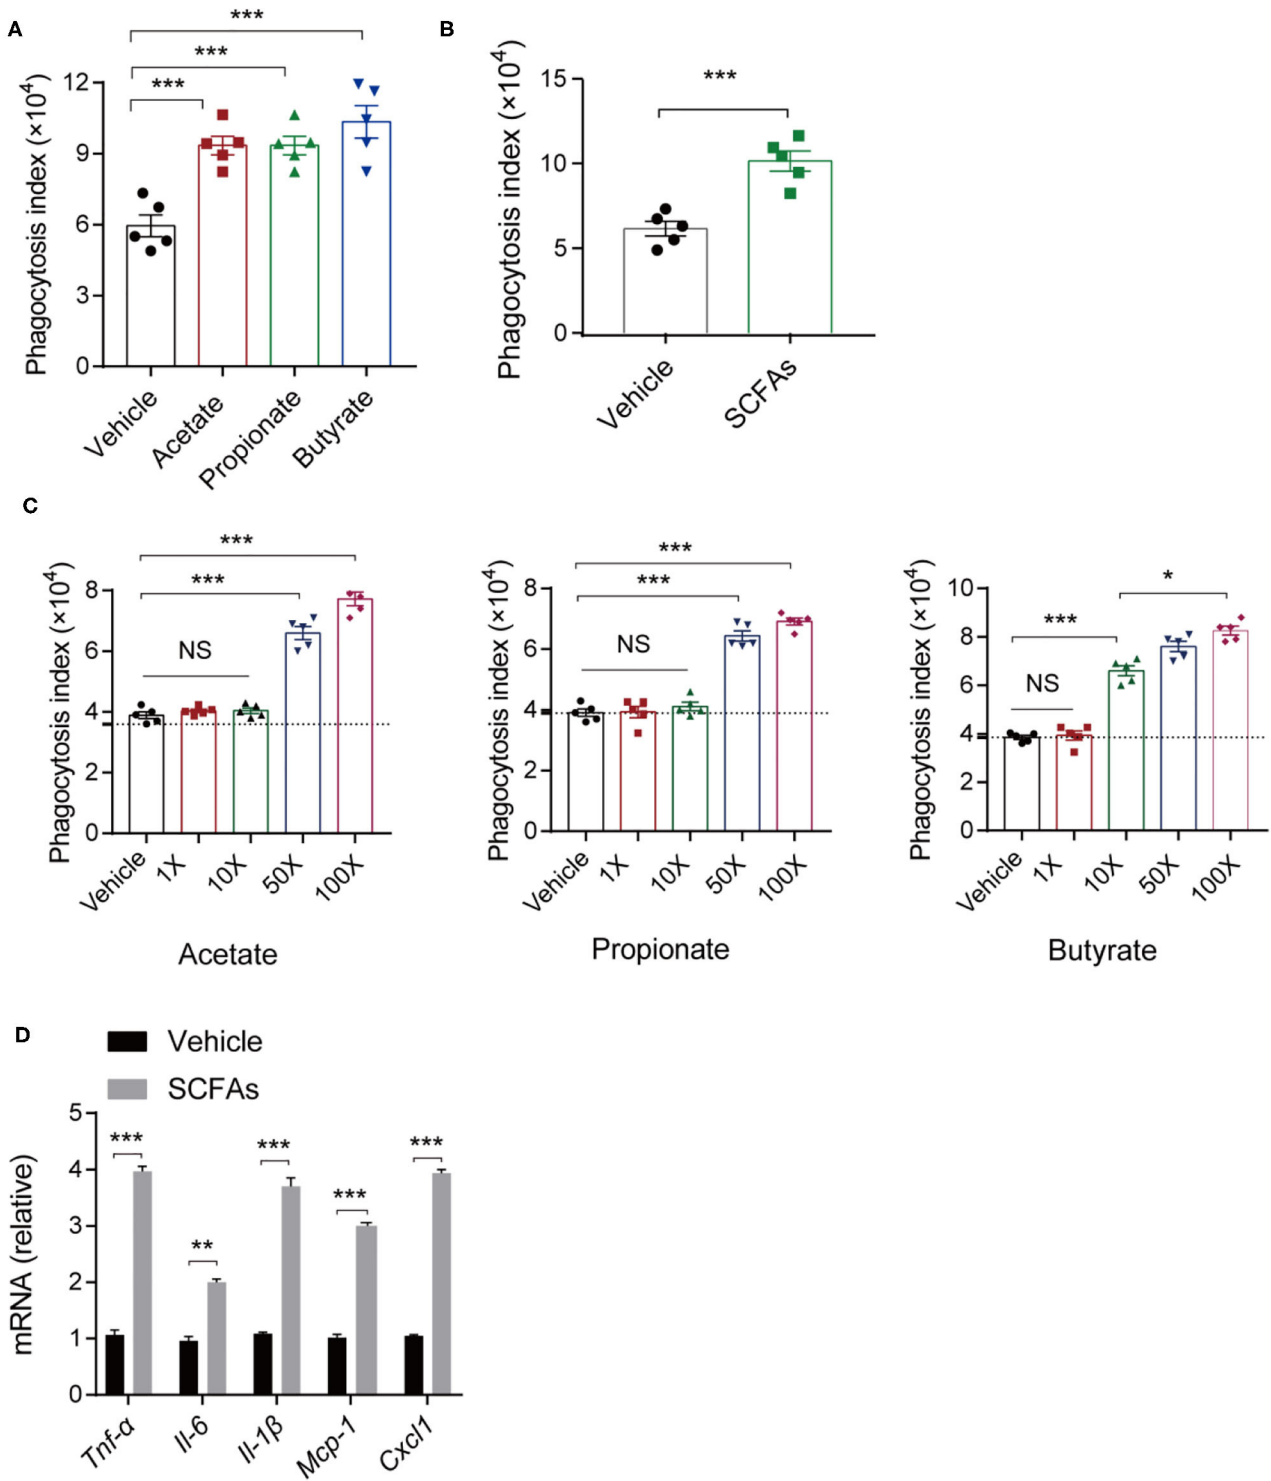 A
***
***
***
Phagocytosis index (×10⁴)
12
9
6
3
0
Vehicle
Acetate
Propionate
Butyrate
B
***
Phagocytosis index (×10⁴)
15
10
5
0
Vehicle
SCFAs
C
***
***
NS
Phagocytosis index (×10⁴)
8
6
4
2
0
Vehicle
1X
10X
50X
100X
Acetate
***
***
NS
Phagocytosis index (×10⁴)
8
6
4
2
0
Vehicle
1X
10X
50X
100X
Propionate
*
***
NS
Phagocytosis index (×10⁴)
10
8
6
4
2
0
Vehicle
1X
10X
50X
100X
Butyrate
D
Vehicle
SCFAs
mRNA (relative)
5
4
3
2
1
0
***
**
***
***
***
Tnf-α
Il-6
Il-1β
Mcp-1
Cxcl1